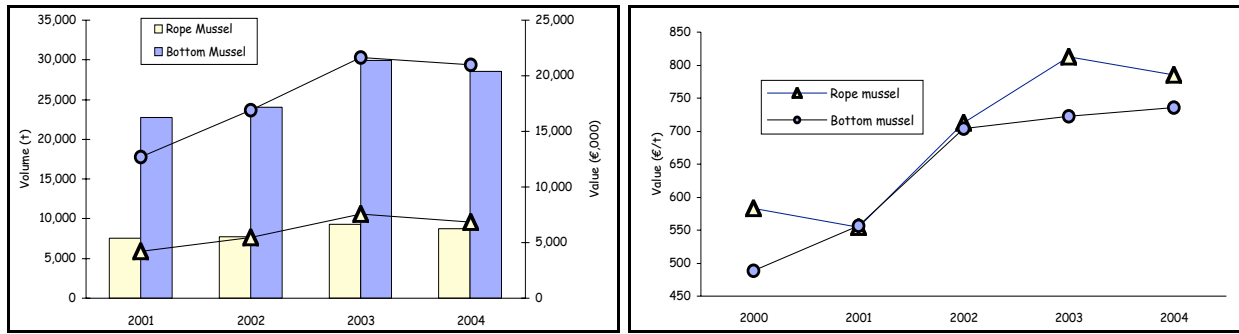 35,000
30,000
25,000
20,000
15,000
10,000
5,000
0
Volume (t)
Rope Mussel
Bottom Mussel
25,000
20,000
15,000
10,000
5,000
0
Value (€,000)
2001 2002 2003 2004
850
800
750
700
650
600
550
500
450
Value (€/t)
Rope mussel
Bottom mussel
2000 2001 2002 2003 2004